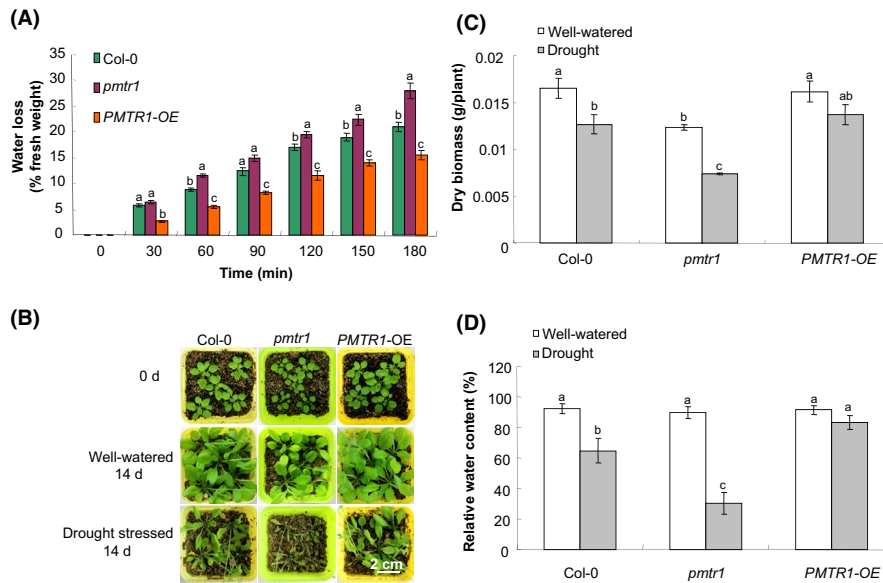 (A)
Col-0
pmtr1
PMTR1-OE
Water loss
(% fresh weight)
35
30
25
20
15
10
5
0
a a b
b a c
b a c
b a c
b a c
b a c
0 30 60 90 120 150 180
Time (min)
(B)
Col-0 pmtr1 PMTR1-OE
0 d
Well-watered
14 d
Drought stressed
14 d
2 cm
(C)
Well-watered
Drought
Dry biomass (g/plant)
0.02
0.015
0.01
0.005
0
a b b c a ab
Col-0 pmtr1 PMTR1-OE
(D)
Well-watered
Drought
Relative water content (%)
120
100
80
60
40
20
0
a b a c a a
Col-0 pmtr1 PMTR1-OE